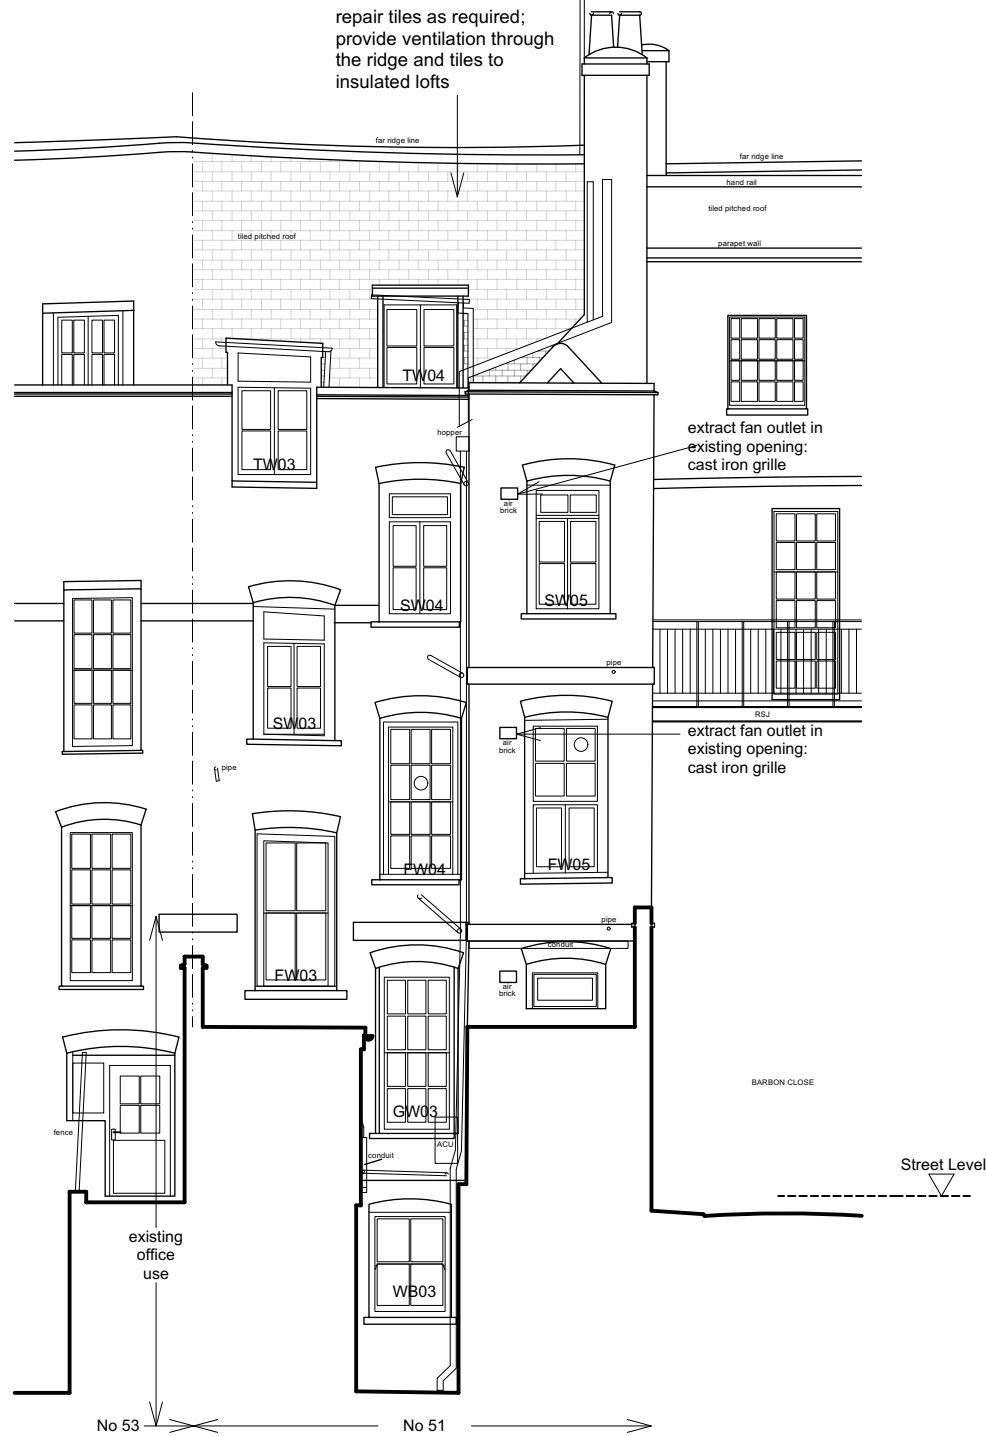 repair tiles as required;
provide ventilation through
the ridge and tiles to
insulated lofts
far ridge line
far ridge line
hand rail
tiled pitched roof
tiled pitched roof
parapet wall
TW04
hopper
extract fan outlet in
existing opening:
cast iron grille
TW03
air
brick
SW04
SW05
pipe
SW03
RSJ
extract fan outlet in
existing opening:
cast iron grille
air
brick
pipe
FW04
FW05
pipe
conduit
FW03
air
brick
BARBON CLOSE
GW03
fence
ACU
conduit
Street Level
existing
office
use
WB03
No 53
No 51